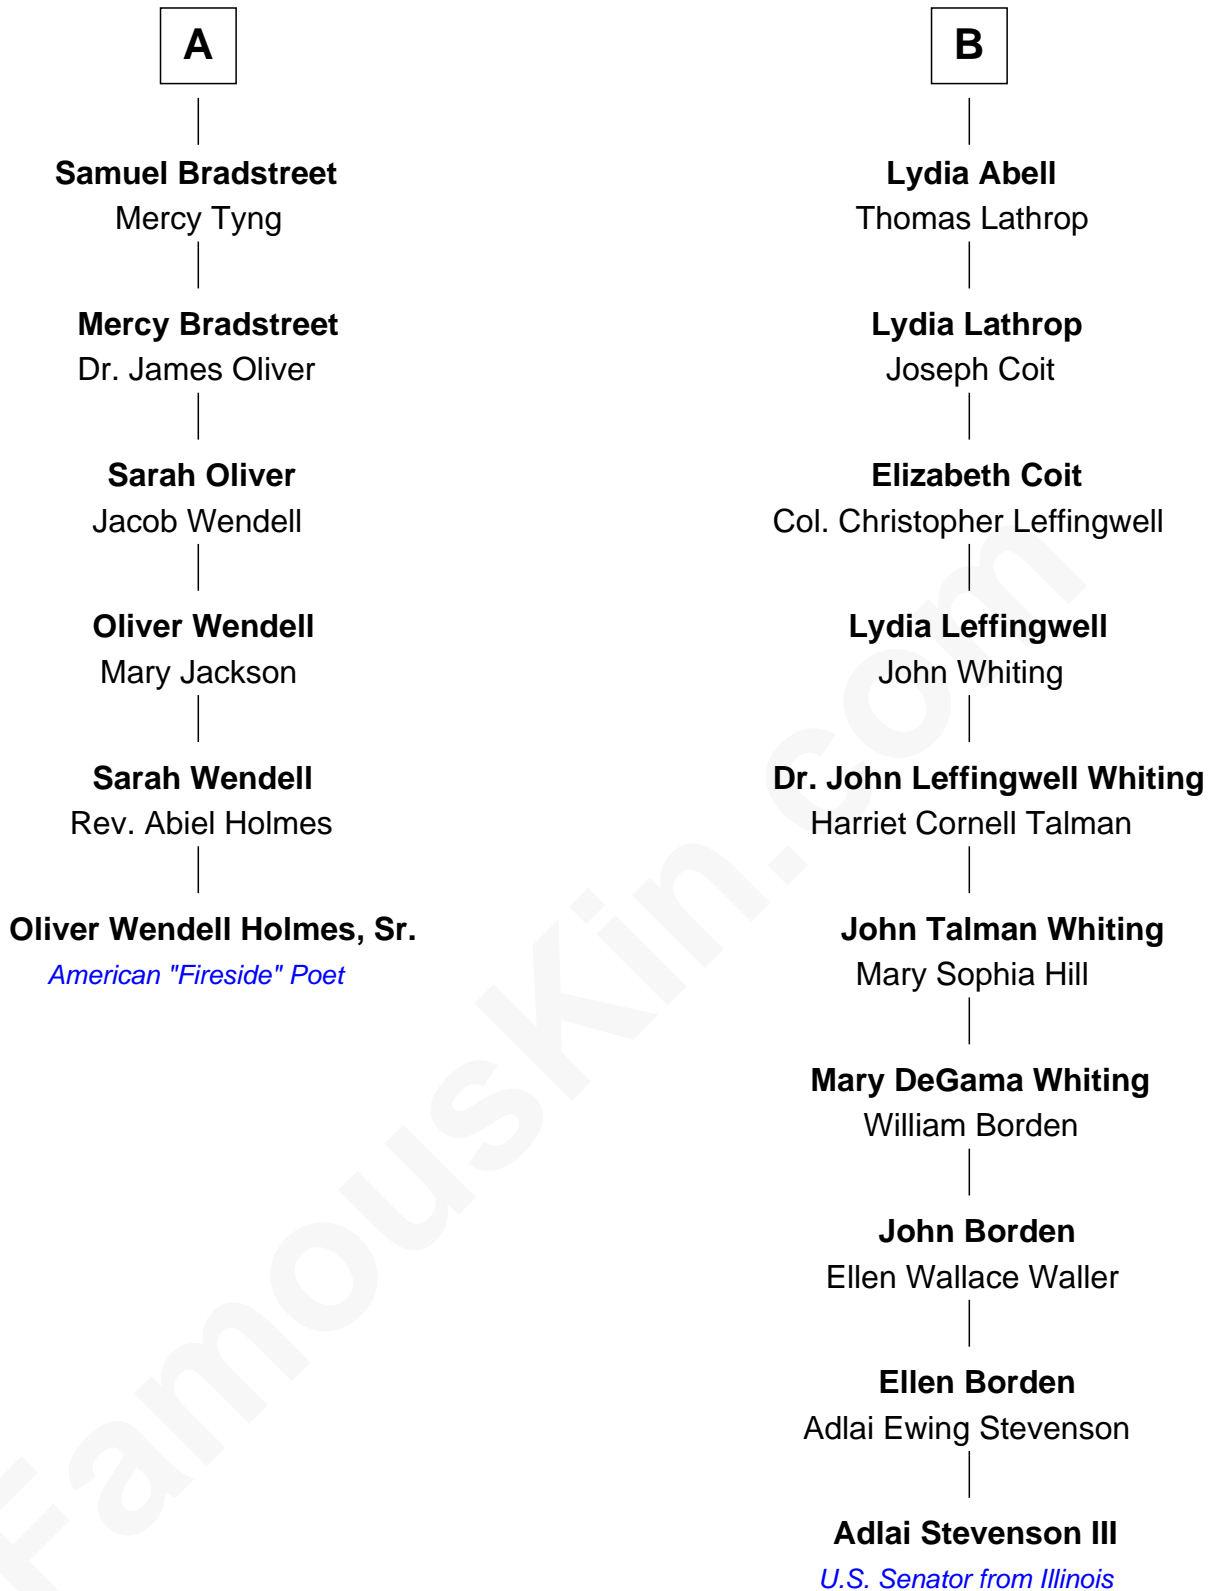 A
Samuel Bradstreet
Mercy Tyng
Mercy Bradstreet
Dr. James Oliver
Sarah Oliver
Jacob Wendell
Oliver Wendell
Mary Jackson
Sarah Wendell
Rev. Abiel Holmes
Oliver Wendell Holmes, Sr.
American "Fireside" Poet
B
Lydia Abell
Thomas Lathrop
Lydia Lathrop
Joseph Coit
Elizabeth Coit
Col. Christopher Leffingwell
Lydia Leffingwell
John Whiting
Dr. John Leffingwell Whiting
Harriet Cornell Talman
John Talman Whiting
Mary Sophia Hill
Mary DeGama Whiting
William Borden
John Borden
Ellen Wallace Waller
Ellen Borden
Adlai Ewing Stevenson
Adlai Stevenson III
U.S. Senator from Illinois
FamousKin.com